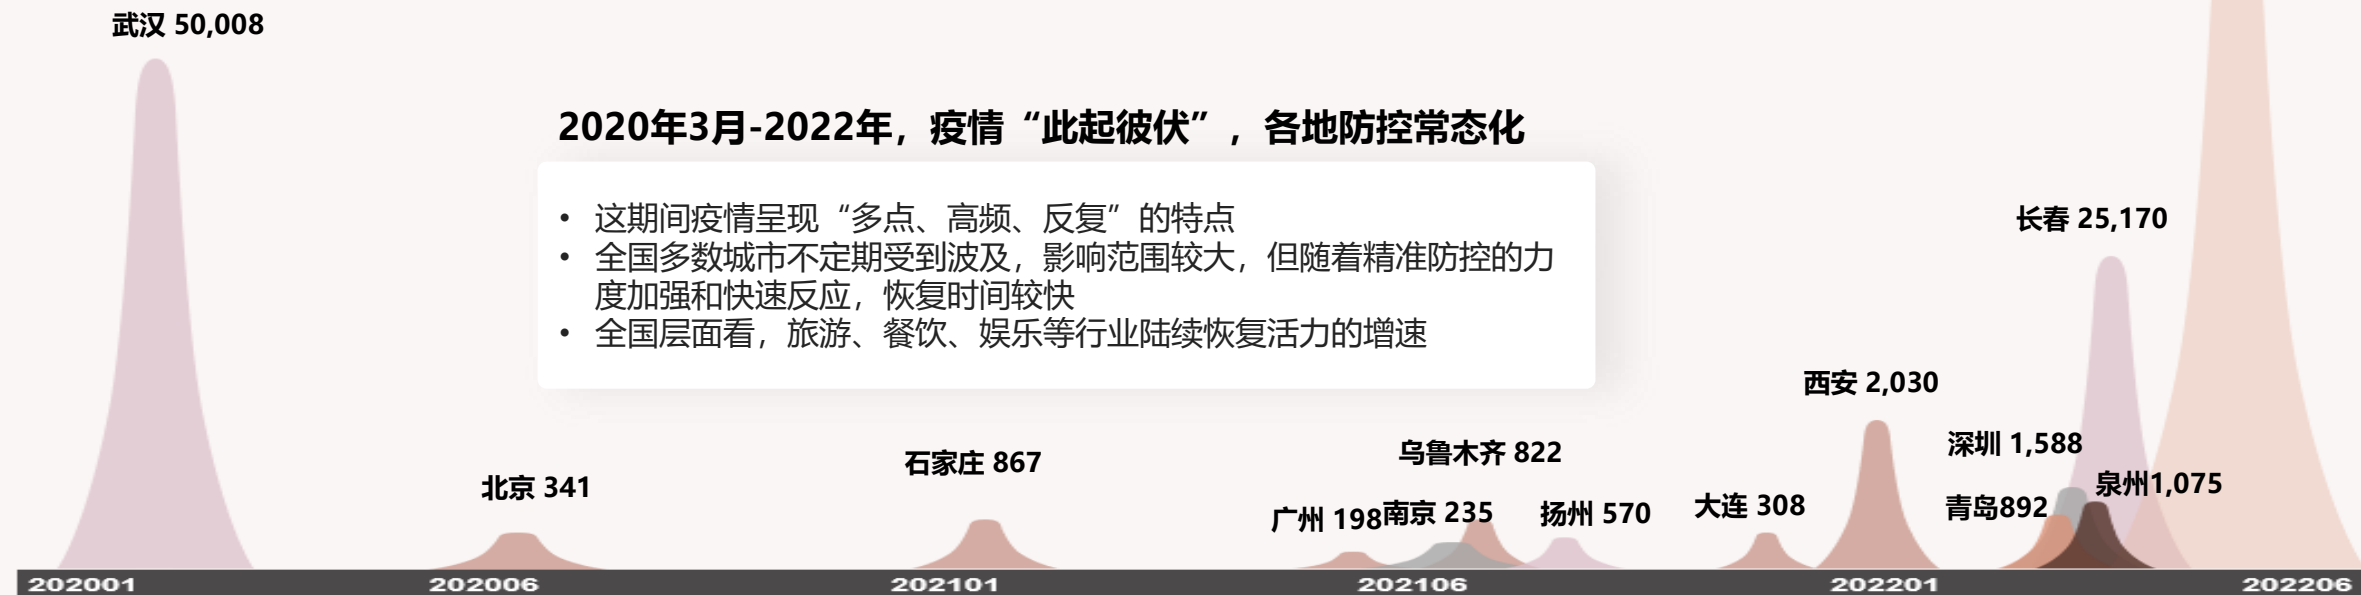 武汉 50,008
2020年3月-2022年，疫情“此起彼伏”，各地防控常态化
• 这期间疫情呈现“多点、高频、反复”的特点
• 全国多数城市不定期受到波及，影响范围较大，但随着精准防控的力
度加强和快速反应，恢复时间较快
• 全国层面看，旅游、餐饮、娱乐等行业陆续恢复活力的增速
长春 25,170
西安 2,030
深圳 1,588
乌鲁木齐 822
石家庄 867
北京 341
泉州1,075
广州 198
南京 235
扬州 570
大连 308
青岛892
202001
202006
202101
202106
202201
202206